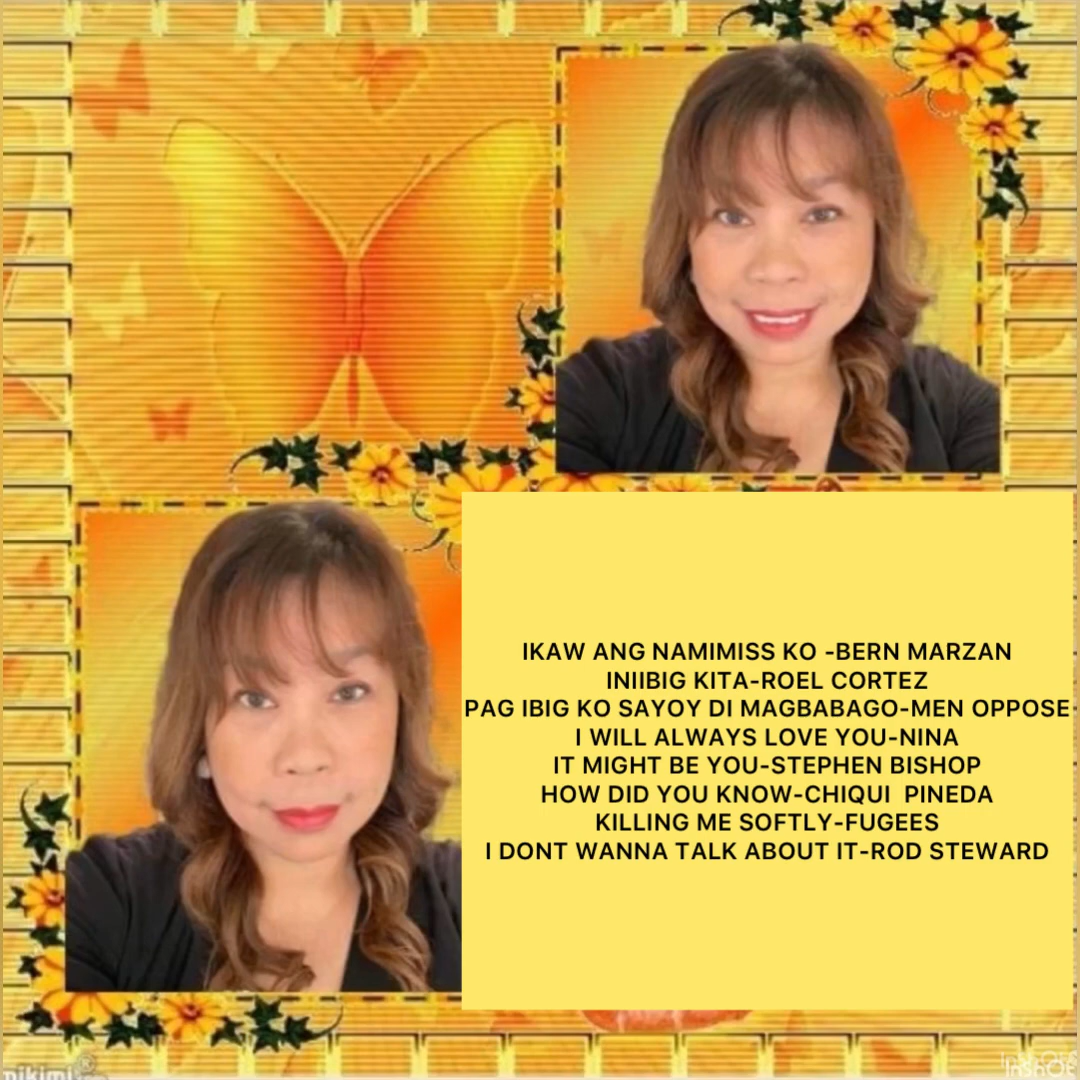 IKAW ANG NAMIMISS KO -BERN MARZAN
INIIBIG KITA-ROEL CORTEZ
PAG IBIG KO SAYOY DI MAGBABAGO-MEN OPPOSE
I WILL ALWAYS LOVE YOU-NINA
IT MIGHT BE YOU-STEPHEN BISHOP
HOW DID YOU KNOW-CHIQUI  PINEDA
KILLING ME SOFTLY-FUGEES
I DONT WANNA TALK ABOUT IT-ROD STEWARD